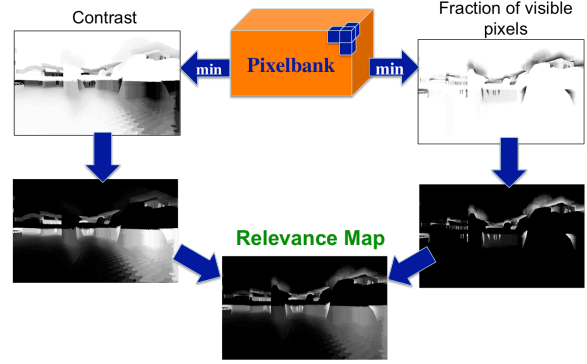 Contrast
Fraction of visible
pixels
min
Pixelbank
min
Relevance Map